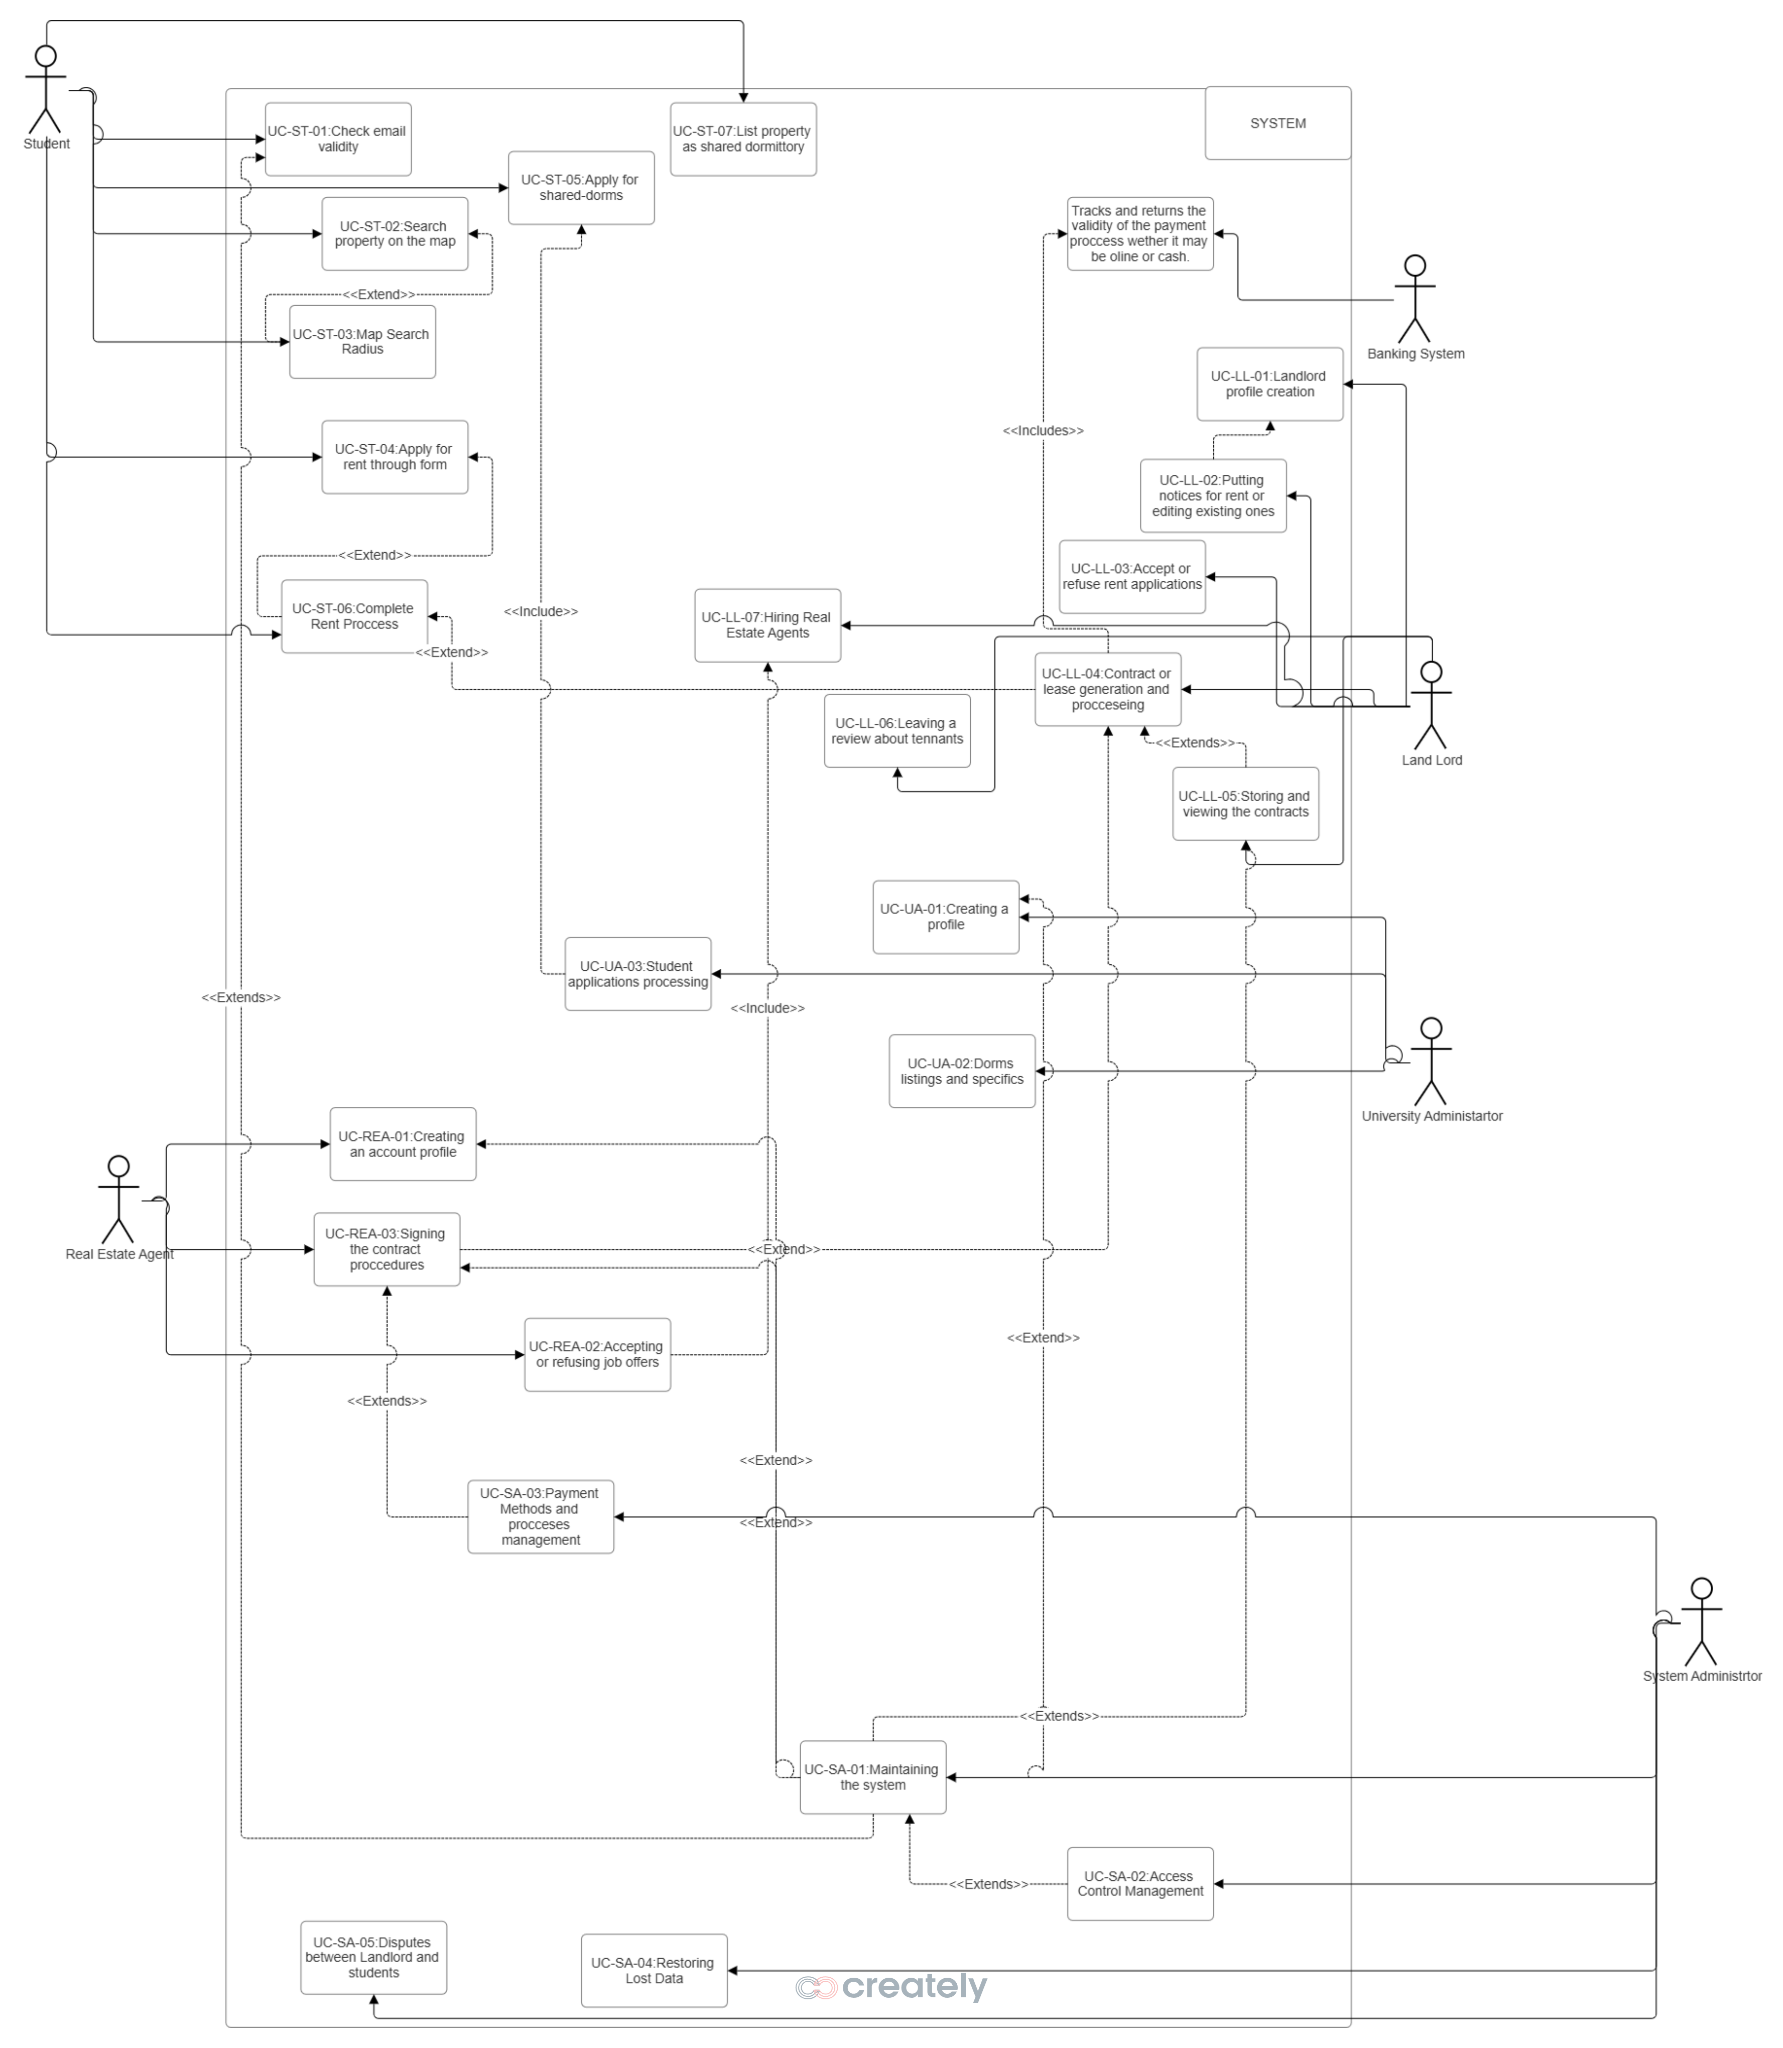 SYSTEM
Student
UC-ST-01:Check email
validity
UC-ST-07:List property
as shared dormittory
UC-ST-05:Apply for
shared-dorms
UC-ST-02:Search
property on the map
Tracks and returns the
validity of the payment
proccess wether it may
be oline or cash.
<<Extend>>
UC-ST-03:Map Search
Radius
Banking System
UC-LL-01:Landlord
profile creation
<<Includes>>
UC-ST-04:Apply for
rent through form
UC-LL-02:Putting
notices for rent or
editing existing ones
<<Extend>>
UC-LL-03:Accept or
refuse rent applications
UC-ST-06:Complete
Rent Proccess
<<Include>>
UC-LL-07:Hiring Real
Estate Agents
<<Extend>>
UC-LL-04:Contract or
lease generation and
procceseing
UC-LL-06:Leaving a
review about tennants
<<Extends>>
Land Lord
UC-LL-05:Storing and
viewing the contracts
UC-UA-01:Creating a
profile
UC-UA-03:Student
applications processing
<<Extends>>
<<Include>>
UC-UA-02:Dorms
listings and specifics
University Administartor
UC-REA-01:Creating
an account profile
Real Estate Agent
UC-REA-03:Signing
the contract
proccedures
<<Extend>>
<<Extend>>
UC-REA-02:Accepting
or refusing job offers
<<Extends>>
<<Extend>>
UC-SA-03:Payment
Methods and
procceses
management
<<Extend>>
System Administrtor
<<Extends>>
UC-SA-01:Maintaining
the system
UC-SA-02:Access
Control Management
<<Extends>>
UC-SA-05:Disputes
between Landlord and
students
UC-SA-04:Restoring
Lost Data
creately